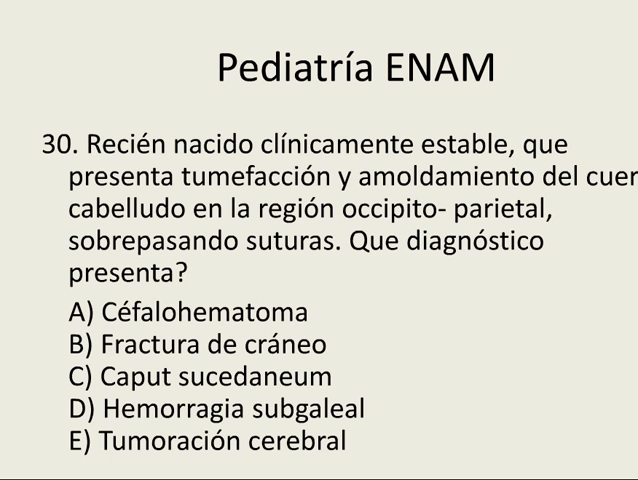 Pediatría ENAM
30. Recién nacido clínicamente estable, que
presenta tumefacción y amoldamiento del cuer
cabelludo en la región occipito- parietal,
sobrepasando suturas. Que diagnóstico
presenta?
A) Céfalohematoma
B) Fractura de cráneo
C) Caput sucedaneum
D) Hemorragia subgaleal
E) Tumoración cerebral